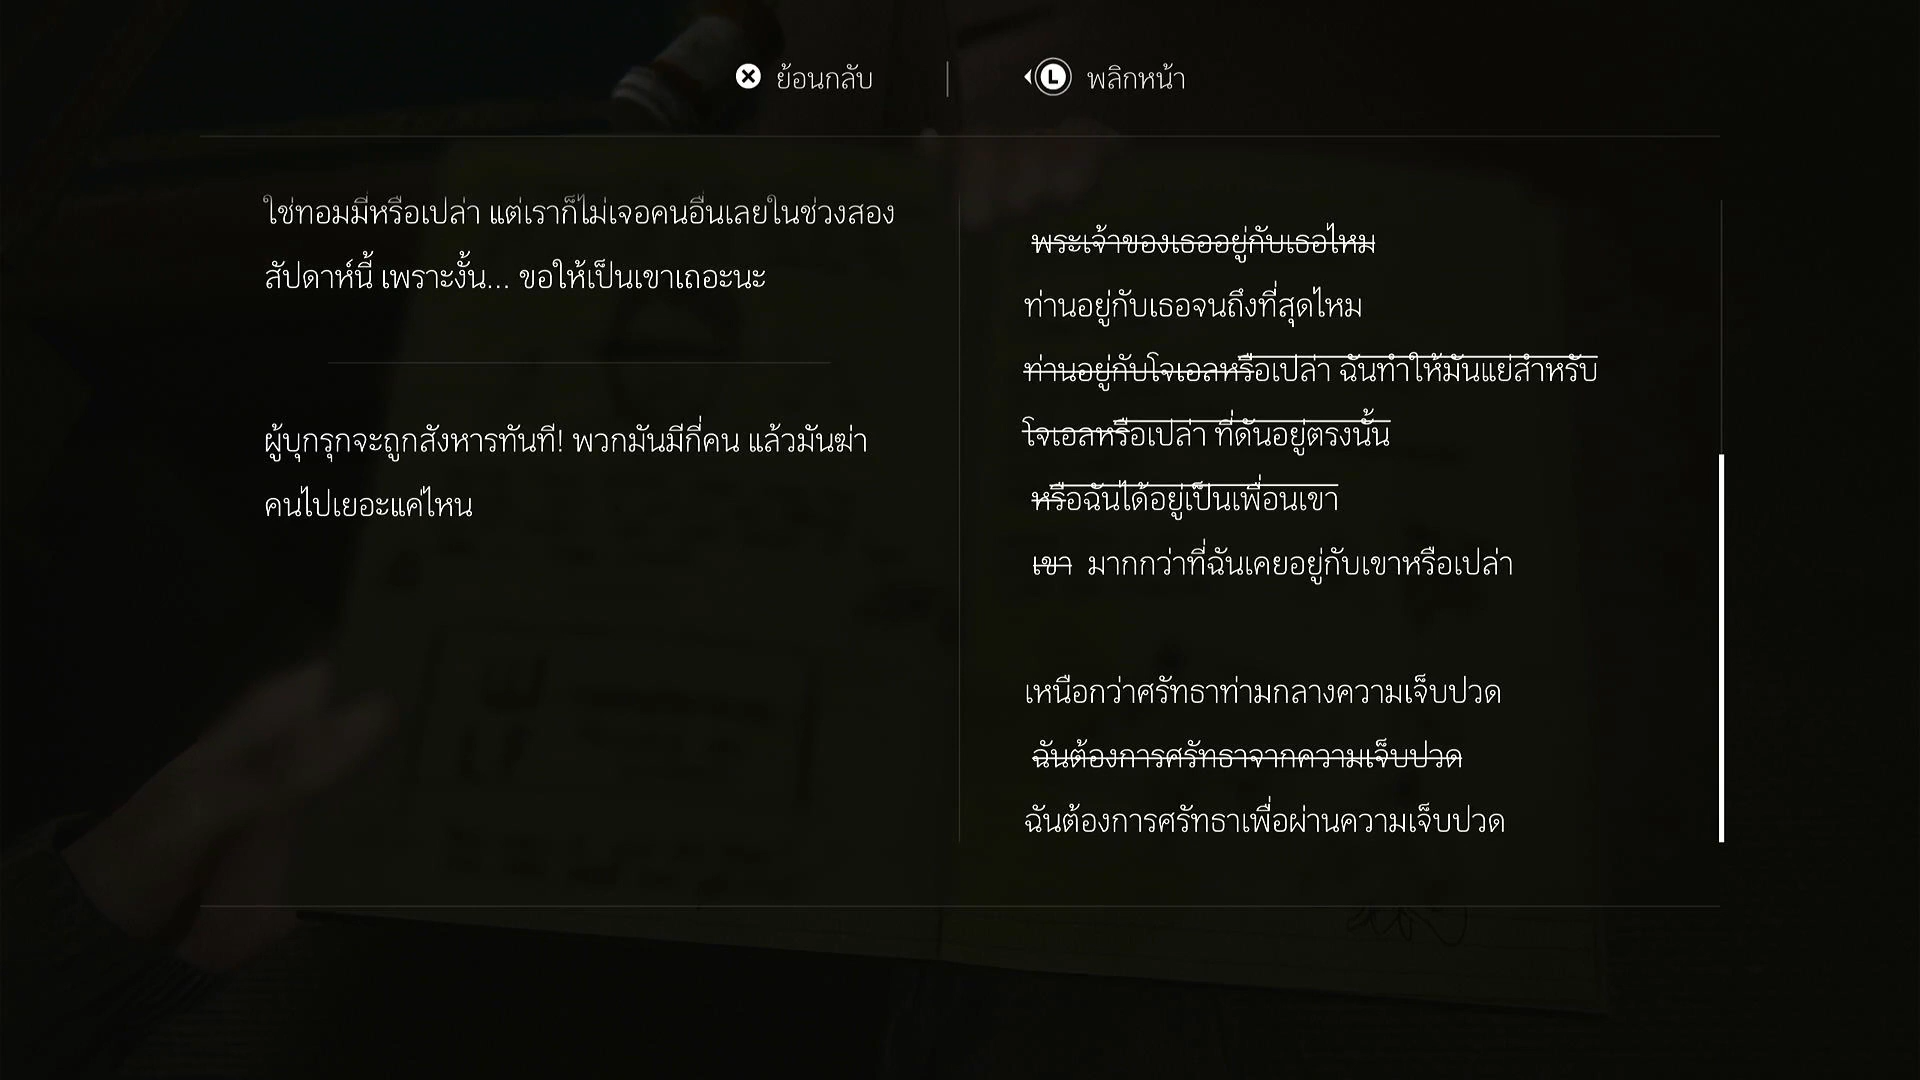 ย้อนกลับ
L พลิกหน้า
ใช่ทอมมี่หรือเปล่า แต่เราก็ไม่เจอคนอื่นเลยในช่วงสอง
สัปดาห์นี้ เพราะงั้น... ขอให้เป็นเขาเถอะนะ
ผู้บุกรุกจะถูกสังหารทันที! พวกมันมีกี่คน แล้วมันฆ่า
คนไปเยอะแค่ไหน
พระเจ้าของเธออยู่กับเธอไหม
ท่านอยู่กับเธอจนถึงที่สุดไหม
ท่านอยู่กับโจเอลหรือเปล่า ฉันทำให้มันแย่สำหรับ
โจเอลหรือเปล่า ที่ดันอยู่ตรงนั้น
หรือฉันได้อยู่เป็นเพื่อนเขา
เขา มากกว่าที่ฉันเคยอยู่กับเขาหรือเปล่า
เหนือกว่าศรัทธาท่ามกลางความเจ็บปวด
ฉันต้องการศรัทธาจากความเจ็บปวด
ฉันต้องการศรัทธาเพื่อผ่านความเจ็บปวด